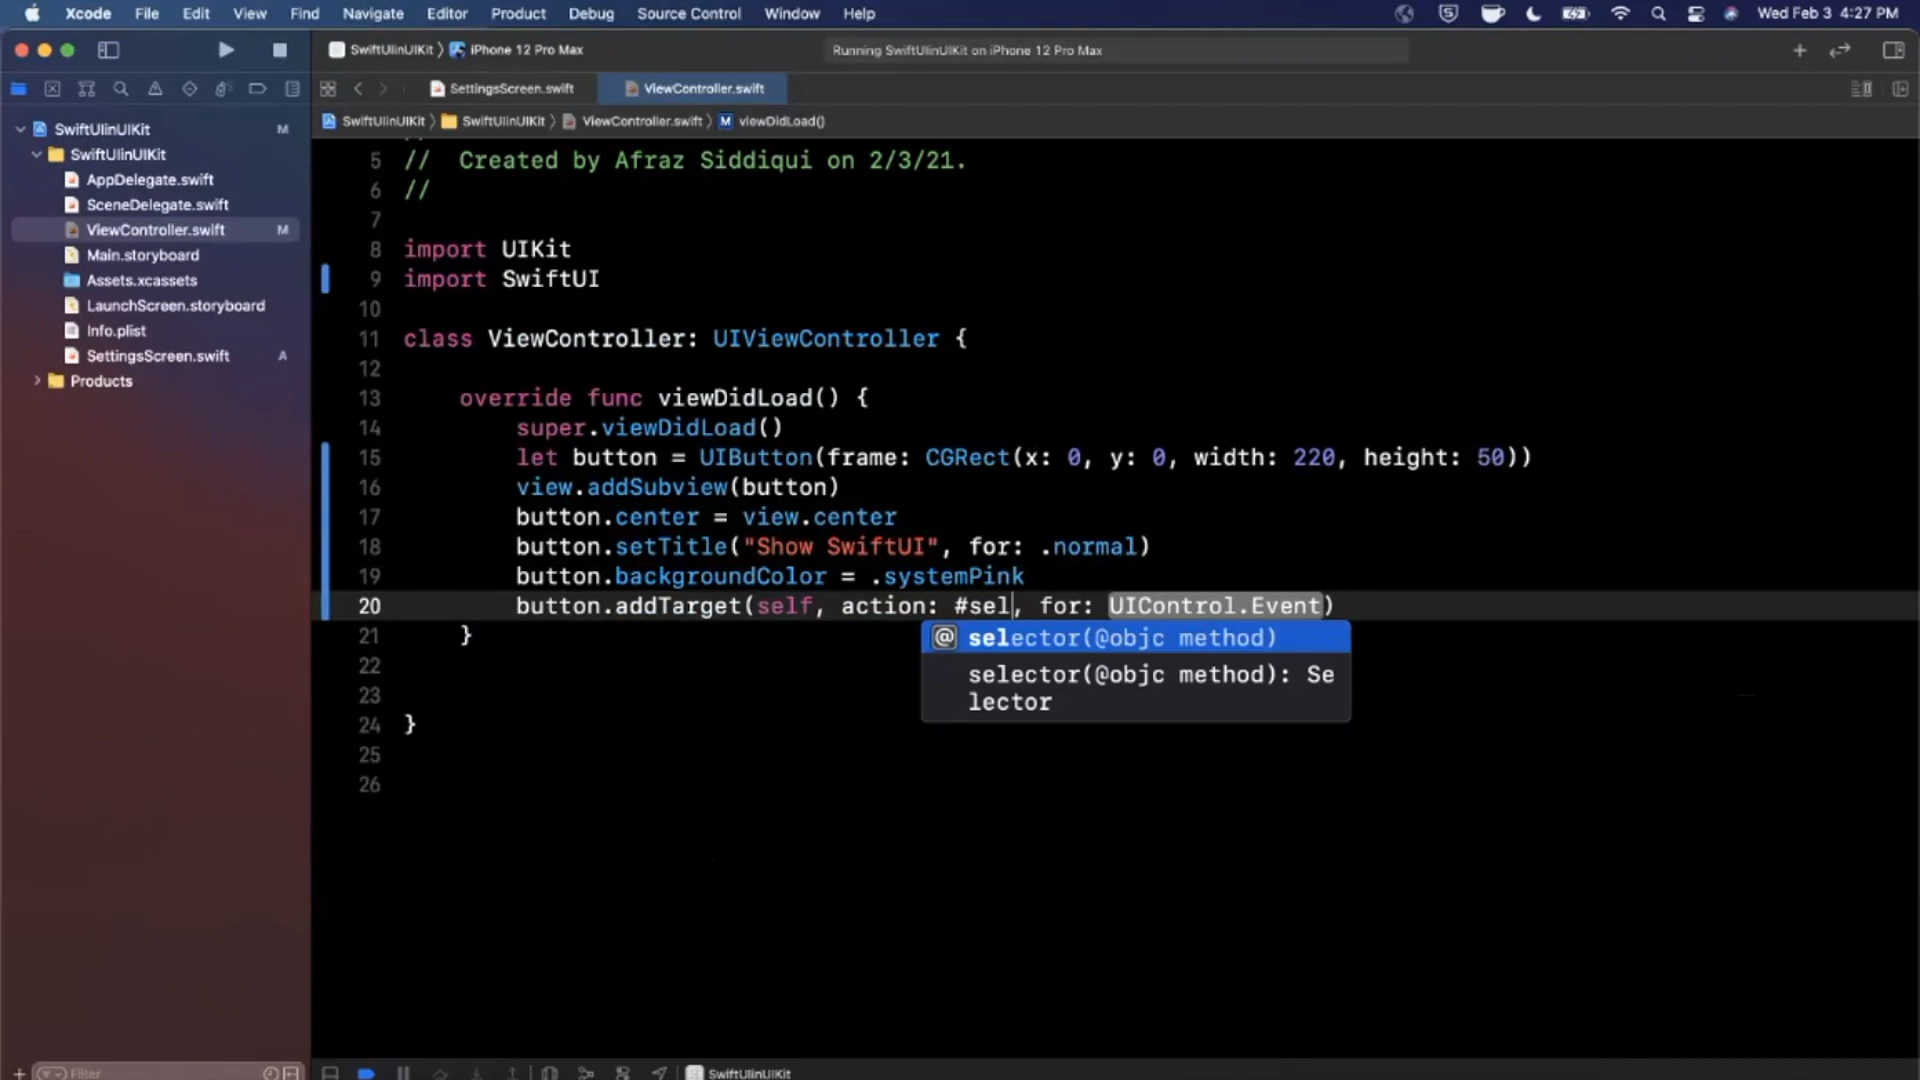 Xcode File Edit View Find Navigate Editor Product Debug Source Control Window Help Wed Feb 3 4:27 PM
SwiftUIinUIKit iPhone 12 Pro Max Running SwiftUIinUIKit on iPhone 12 Pro Max
SettingsScreen.swift ViewController.swift
SwiftUIinUIKit SwiftUIinUIKit ViewController.swift M viewDidLoad()
SwiftUIinUIKit M
SwiftUIinUIKit
AppDelegate.swift
SceneDelegate.swift
ViewController.swift M
Main.storyboard
Assets.xcassets
LaunchScreen.storyboard
Info.plist
SettingsScreen.swift A
Products
Filter
5 // Created by Afraz Siddiqui on 2/3/21.
6 //
7
8 import UIKit
9 import SwiftUI
10
11 class ViewController: UIViewController {
12
13 override func viewDidLoad() {
14 super.viewDidLoad()
15 let button = UIButton(frame: CGRect(x: 0, y: 0, width: 220, height: 50))
16 view.addSubview(button)
17 button.center = view.center
18 button.setTitle("Show SwiftUI", for: .normal)
19 button.backgroundColor = .systemPink
20 button.addTarget(self, action: #sel, for: UIControl.Event)
21 }
22
23
24 }
25
26
@ selector(@objc method)
selector(@objc method): Se
lector
SwiftUIinUIKit